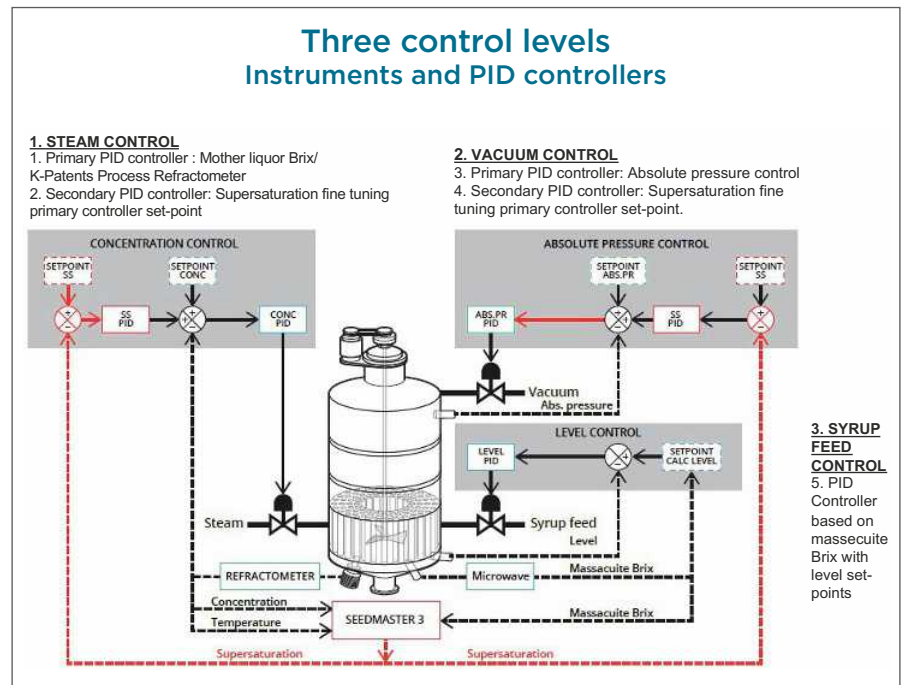 Three control levels
Instruments and PID controllers
1. STEAM CONTROL
1. Primary PID controller : Mother liquor Brix/
K-Patents Process Refractometer
2. Secondary PID controller: Supersaturation fine tuning
primary controller set-point
2. VACUUM CONTROL
3. Primary PID controller: Absolute pressure control
4. Secondary PID controller: Supersaturation fine
tuning primary controller set-point.
CONCENTRATION CONTROL
SETPOINT
SS
SETPOINT
CONC
SS
PID
CONC
PID
ABSOLUTE PRESSURE CONTROL
SETPOINT
ABS.PR
SETPOINT
SS
ABS.PR
PID
SS
PID
Vacuum
Abs. pressure
LEVEL CONTROL
LEVEL
PID
SETPOINT
CALC LEVEL
3. SYRUP
FEED
CONTROL
5. PID
Controller
based on
massecuite
Brix with
level set-
points
Steam
Syrup feed
Level
REFRACTOMETER
Microwave
Massacuite Brix
Concentration
Temperature
SEEDMASTER 3
Massacuite Brix
Supersaturation
Supersaturation